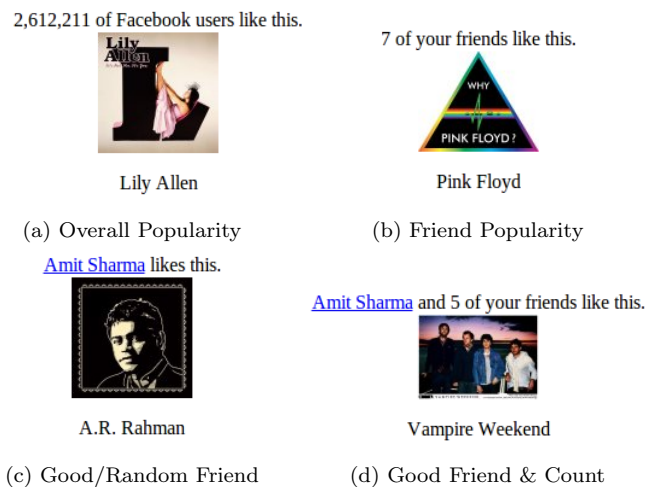 2,612,211 of Facebook users like this.
Lily
Allen
Lily Allen
(a) Overall Popularity
7 of your friends like this.
WHY
PINK FLOYD?
Pink Floyd
(b) Friend Popularity
Amit Sharma likes this.
A.R. Rahman
(c) Good/Random Friend
Amit Sharma and 5 of your friends like this.
VAMPIRE WEEKEND
Vampire Weekend
(d) Good Friend & Count